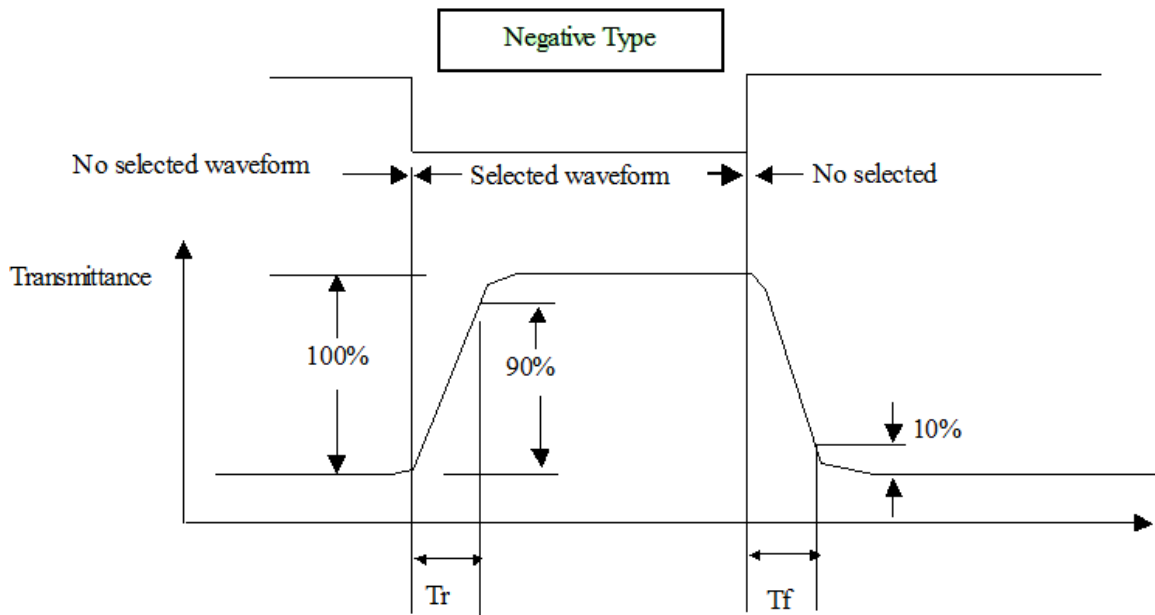 Negative Type
No selected waveform
Selected waveform
No selected
Transmittance
100%
90%
10%
Tr
Tf